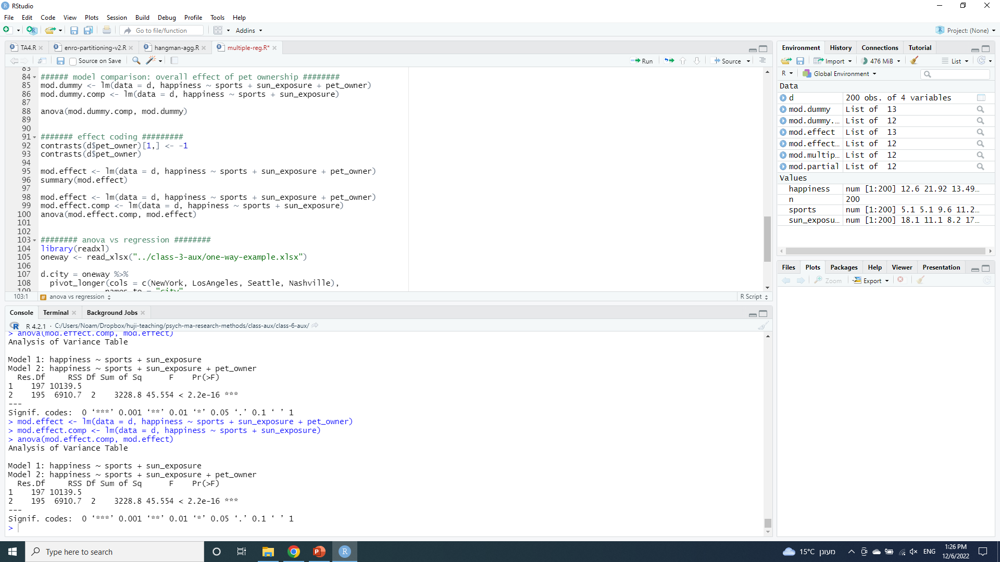 RStudio
File Edit Code View Plots Session Build Debug Profile Tools Help
Go to file/function Addins Project: (None)
TA4.R enro-partitioning-v2.R hangman-agg.R multiple-reg.R*
Source on Save Run Source
83
84 ###### model comparison: overall effect of pet ownership ########
85 mod.dummy <- lm(data = d, happiness ~ sports + sun_exposure + pet_owner)
86 mod.dummy.comp <- lm(data = d, happiness ~ sports + sun_exposure)
87
88 anova(mod.dummy.comp, mod.dummy)
89
90
91 ####### effect coding #########
92 contrasts(d$pet_owner)[1,] <- -1
93 contrasts(d$pet_owner)
94
95 mod.effect <- lm(data = d, happiness ~ sports + sun_exposure + pet_owner)
96 summary(mod.effect)
97
98 mod.effect <- lm(data = d, happiness ~ sports + sun_exposure + pet_owner)
99 mod.effect.comp <- lm(data = d, happiness ~ sports + sun_exposure)
100 anova(mod.effect.comp, mod.effect)
101
102
103 ######## anova vs regression ########
104 library(readxl)
105 oneway <- read_xlsx("../class-3-aux/one-way-example.xlsx")
106
107 d.city = oneway %>%
108 pivot_longer(cols = c(NewYork, LosAngeles, Seattle, Nashville),
109 names_to = "city"
103:1 # anova vs regression R Script
Console Terminal Background Jobs
R 4.2.1 · C:/Users/Noam/Dropbox/huji-teaching/psych-ma-research-methods/class-aux/class-6-aux/
> anova(mod.effect.comp, mod.effect)
Analysis of Variance Table
Model 1: happiness ~ sports + sun_exposure
Model 2: happiness ~ sports + sun_exposure + pet_owner
Res.Df RSS Df Sum of Sq F Pr(>F)
1 197 10139.5
2 195 6910.7 2 3228.8 45.554 < 2.2e-16 ***
---
Signif. codes: 0 ‘***’ 0.001 ‘**’ 0.01 ‘*’ 0.05 ‘.’ 0.1 ‘ ’ 1
> mod.effect <- lm(data = d, happiness ~ sports + sun_exposure + pet_owner)
> mod.effect.comp <- lm(data = d, happiness ~ sports + sun_exposure)
> anova(mod.effect.comp, mod.effect)
Analysis of Variance Table
Model 1: happiness ~ sports + sun_exposure
Model 2: happiness ~ sports + sun_exposure + pet_owner
Res.Df RSS Df Sum of Sq F Pr(>F)
1 197 10139.5
2 195 6910.7 2 3228.8 45.554 < 2.2e-16 ***
---
Signif. codes: 0 ‘***’ 0.001 ‘**’ 0.01 ‘*’ 0.05 ‘.’ 0.1 ‘ ’ 1
>
Environment History Connections Tutorial
Import 476 MiB List
R Global Environment
Data
d 200 obs. of 4 variables
mod.dummy List of 13
mod.dummy.… List of 12
mod.effect List of 13
mod.effect… List of 12
mod.multip… List of 12
mod.partial List of 12
Values
happiness num [1:200] 12.6 21.92 13.49…
n 200
sports num [1:200] 5.1 5.1 9.6 11.2…
sun_exposu… num [1:200] 18.1 11.1 8.2 17…
Files Plots Packages Help Viewer Presentation
Zoom Export
Type here to search
15°C מעונן ENG 1:26 PM
12/6/2022